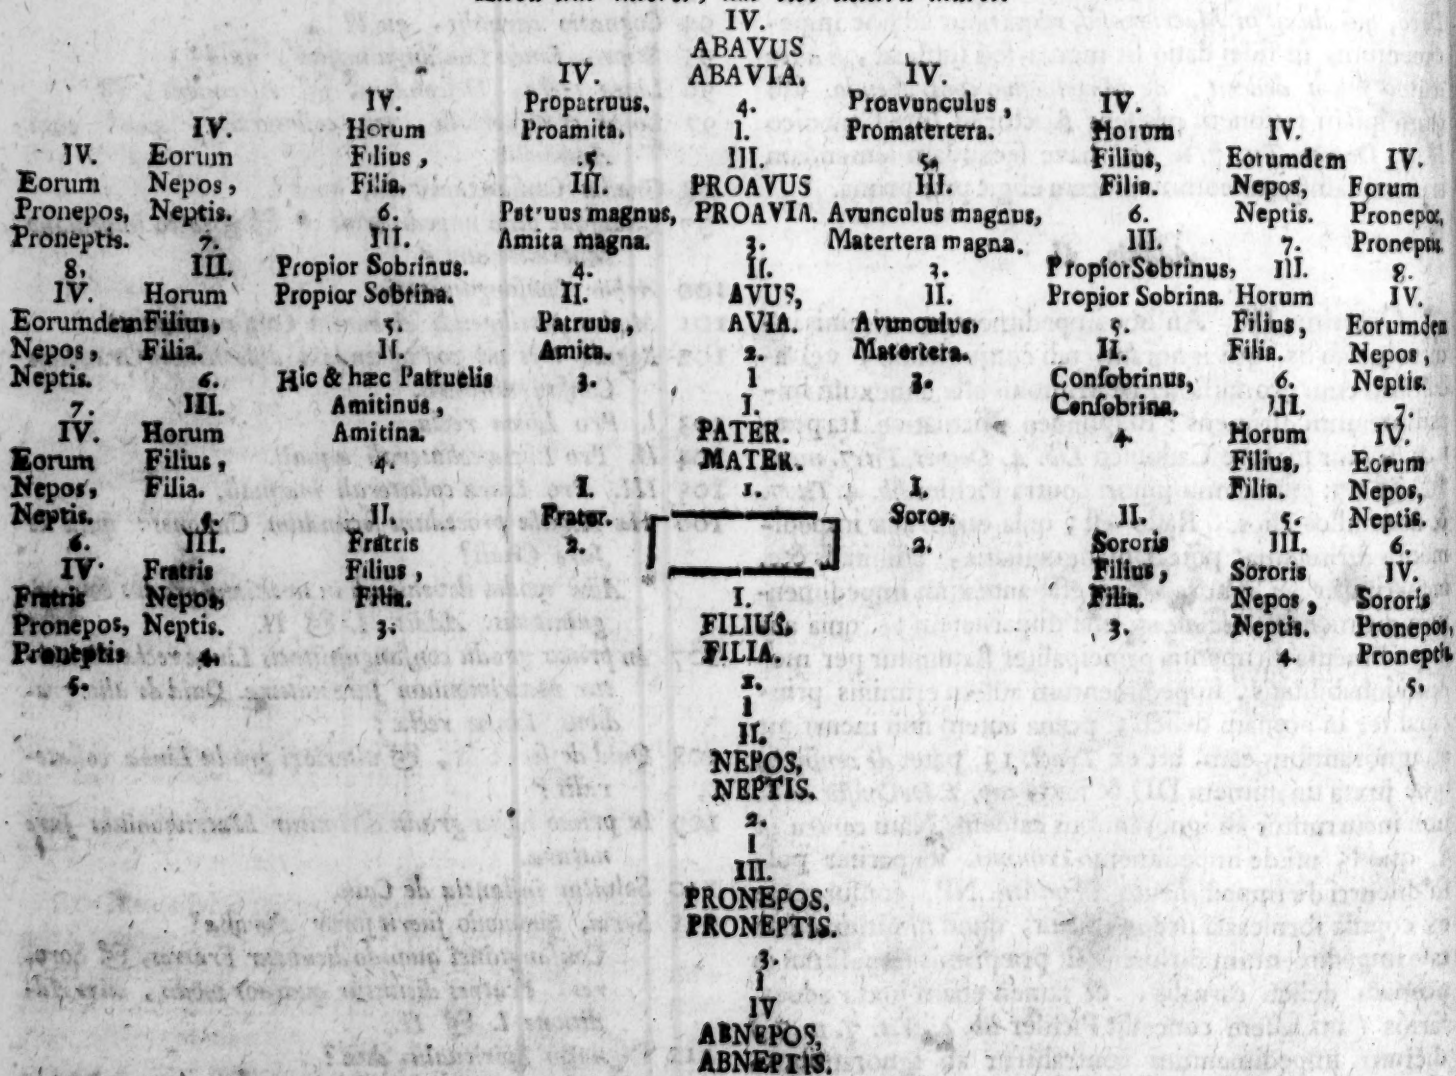 IV.
ABAVUS
IV. ABAVIA. IV.
IV. Propatruus, 4. Proavunculus, IV.
IV. Horum Proamita. I. Promatertera. Horum IV.
IV. Eorum Filius, 5 III. 5. Filius, Eorumdem IV.
Eorum Nepos, Filia. III. PROAVUS III. Filia. Nepos, Forum
Pronepos, Neptis. 6. Patruus magnus, PROAVIA. Avunculus magnus, 6. Neptis. Pronepos,
Proneptis. 7. III. Amita magna. 3. Matertera magna. III. 7. Proneptis
8. III. Propior Sobrinus. 4. II. 3. Propior Sobrinus, III. 8.
IV. Horum Propior Sobrina. II. AVUS, II. Propior Sobrina. Horum IV.
Eorumdem Filius, 5. Patruus, AVIA. Avunculus, 5. Filius, Eorumdem
Nepos, Filia. II. Amita. 2. Matertera. II. Filia. Nepos,
Neptis. 6. Hic & hæc Patruelis 3. I 3. Consobrinus, 6. Neptis.
7. III. Amitinus, I. Consobrina. III. 7.
IV. Horum Amitina. PATER. 4. Horum IV.
Eorum Filius, 4. MATER. Filius, Eorum
Nepos, Filia. I. 1. I. Filia. Nepos,
Neptis. 5. II. Frater. Soror. II. 5. Neptis.
6. III. Fratris 2. 2. Sororis III. 6.
IV. Fratris Filius, Filius, Sororis IV.
Fratris Nepos, Filia. I. Filia. Nepos, Sororis
Pronepos, Neptis. 3. FILIUS. 3. Neptis. Pronepos,
Proneptis 4. FILIA. 4. Proneptis.
5. 1. 5.
I
II.
NEPOS,
NEPTIS.
2.
I
III.
PRONEPOS,
PRONEPTIS.
3.
I
IV
ABNEPOS,
ABNEPTIS.